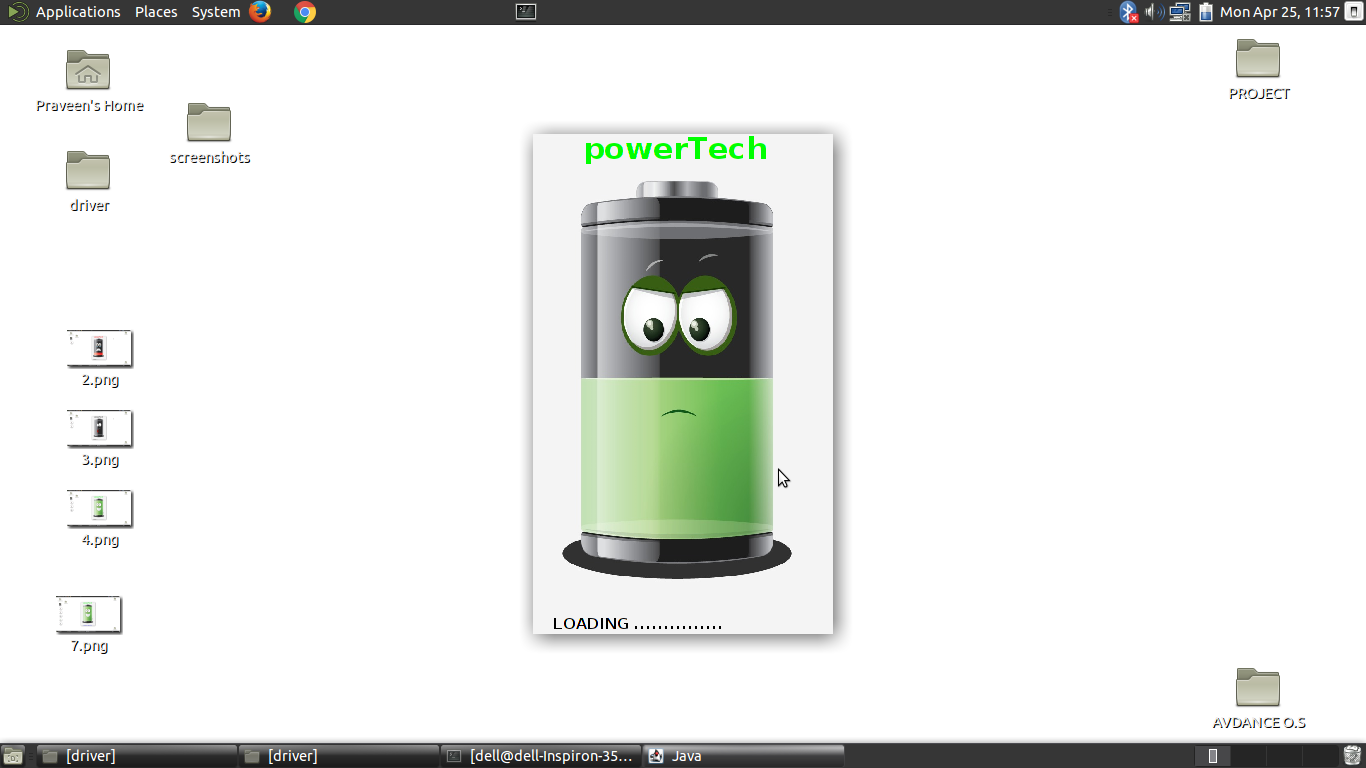 Applications Places System Mon Apr 25, 11:57
Praveen's Home
screenshots
driver
2.png
3.png
4.png
7.png
powerTech
LOADING ...............
PROJECT
AVDANCE O.S
[driver] [driver] [dell@dell-Inspiron-35... Java